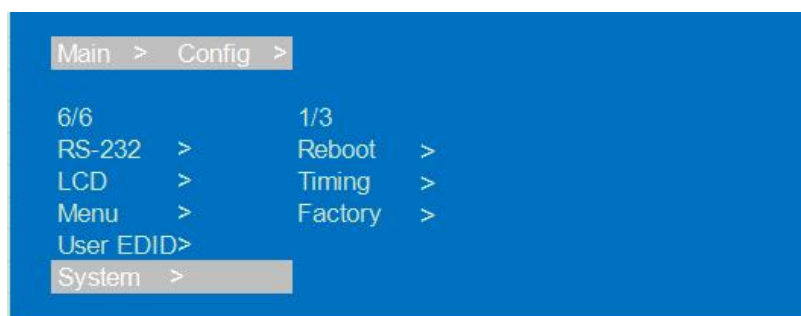 Main > Config >
6/6 1/3
RS-232 > Reboot >
LCD > Timing >
Menu > Factory >
User EDID>
System >